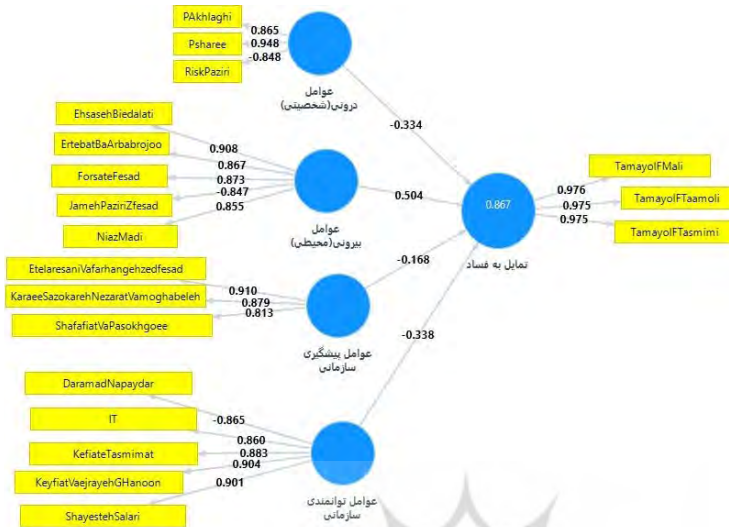 PAkhlaghi
Psharee
RiskPaziri
0.865
0.948
-0.848
عوامل
درونی(شخصیتی)
-0.334
EhsasehBiedalati
ErtebatBaArbabrojoo
ForsateFesad
JamehPaziriZfesad
NiazMadi
0.908
0.867
0.873
-0.847
0.855
عوامل
بیرونی(محیطی)
0.504
0.867
تمایل به فساد
0.976
0.975
0.975
TamayolFMali
TamayolFTaamoli
TamayolFTasmimi
EtelaresaniVafarhangehzedfesad
KaraeeSazokarehNezaratVamoghabeleh
ShafafiatVaPasokhgoee
0.910
0.879
0.813
عوامل پیشگیری
سازمانی
-0.168
DaramadNapaydar
IT
KefiateTasmimat
KeyfiatVaejrayehGHanoon
ShayestehSalari
-0.865
0.860
0.883
0.904
0.901
عوامل توانمندی
سازمانی
-0.338